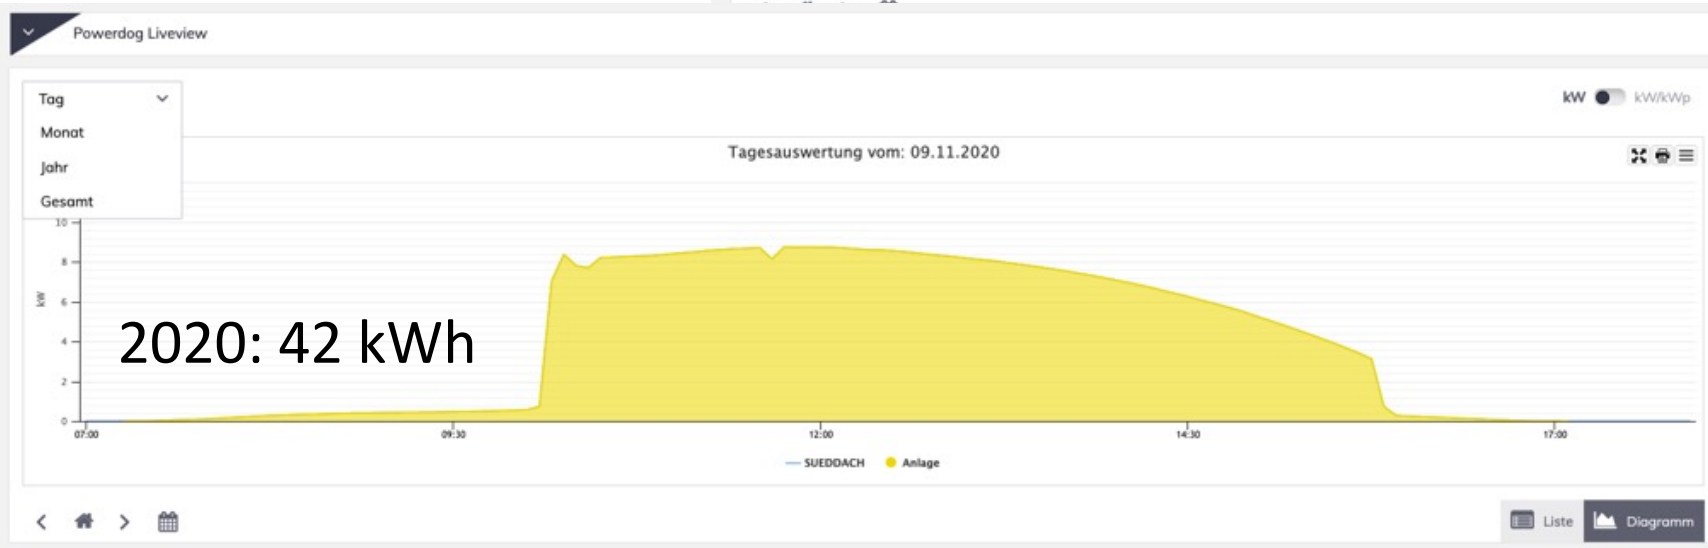 Powerdog Liveview
Tag
Monat
Jahr
Gesamt
kW kW/kWp
Tagesauswertung vom: 09.11.2020
10
8
kW
6
4
2
0
2020: 42 kWh
07:00 09:30 12:00 14:30 17:00
SUEDDACH Anlage
Liste Diagramm